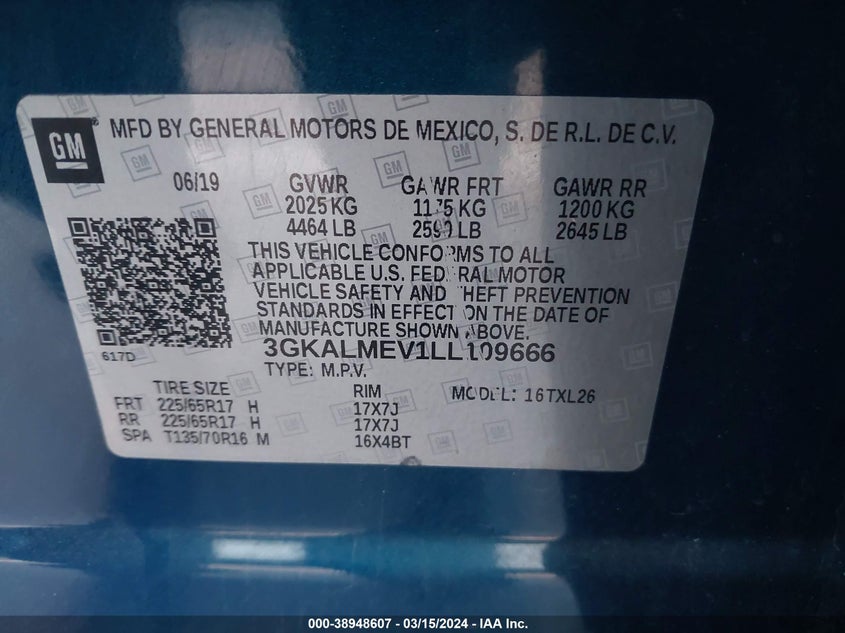 GM
MFD BY GENERAL MOTORS DE MEXICO, S. DE R.L. DE C.V.
06/19 GVWR GAWR FRT GAWR RR
2025 KG 1175 KG 1200 KG
4464 LB 2590 LB 2645 LB
THIS VEHICLE CONFORMS TO ALL
APPLICABLE U.S. FEDERAL MOTOR
VEHICLE SAFETY AND THEFT PREVENTION
STANDARDS IN EFFECT ON THE DATE OF
MANUFACTURE SHOWN ABOVE.
617D
3GKALMEV1LL109666
TYPE: M.P.V.
TIRE SIZE RIM MODEL: 16TXL26
FRT 225/65R17 H 17X7J
RR 225/65R17 H 17X7J
SPA T135/70R16 M 16X4BT
000-38948607 - 03/15/2024 - IAA Inc.